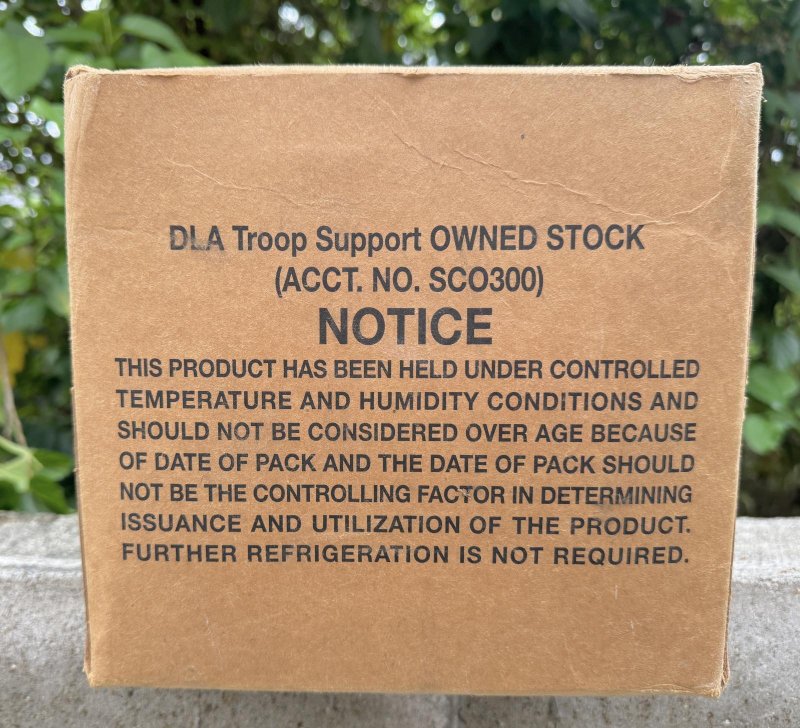 DLA Troop Support OWNED STOCK
(ACCT. NO. SCO300)
NOTICE
THIS PRODUCT HAS BEEN HELD UNDER CONTROLLED
TEMPERATURE AND HUMIDITY CONDITIONS AND
SHOULD NOT BE CONSIDERED OVER AGE BECAUSE
OF DATE OF PACK AND THE DATE OF PACK SHOULD
NOT BE THE CONTROLLING FACTOR IN DETERMINING
ISSUANCE AND UTILIZATION OF THE PRODUCT.
FURTHER REFRIGERATION IS NOT REQUIRED.